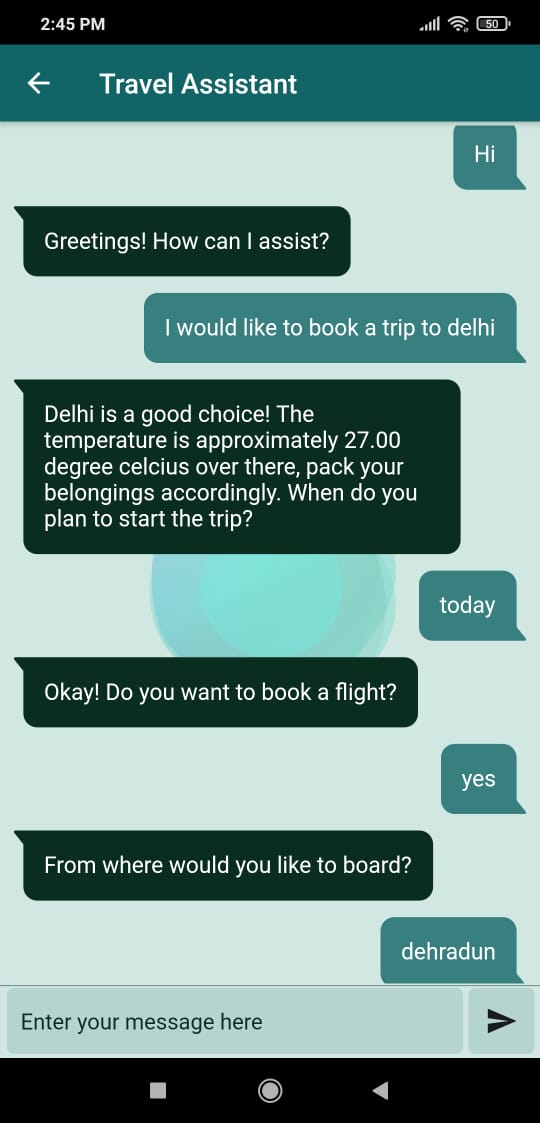 2:45 PM
50
Travel Assistant
Hi
Greetings! How can I assist?
I would like to book a trip to delhi
Delhi is a good choice! The
temperature is approximately 27.00
degree celcius over there, pack your
belongings accordingly. When do you
plan to start the trip?
today
Okay! Do you want to book a flight?
yes
From where would you like to board?
dehradun
Enter your message here